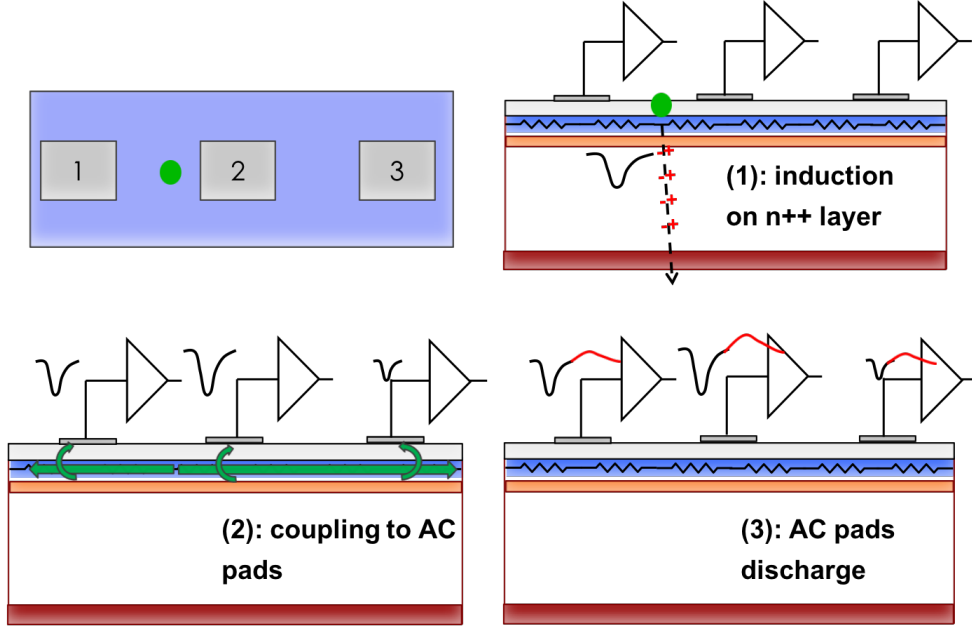 1
2
3
(1): induction
on n++ layer
(2): coupling to AC
pads
(3): AC pads
discharge